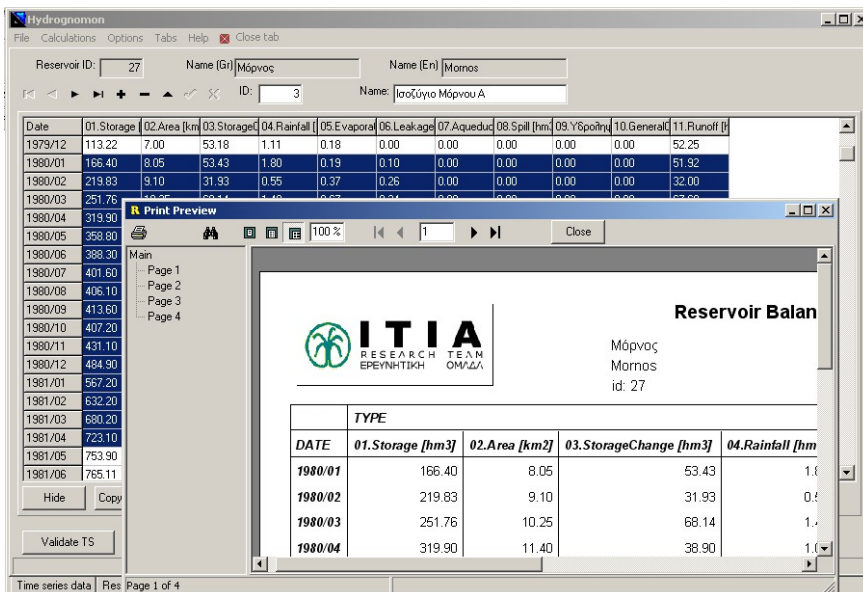 Hydrognomon
File Calculations Options Tabs Help Close tab
Reservoir ID: 27 Name (Gr) Μόρνος Name (En) Mornos
ID: 3 Name: Ισοζύγιο Μόρνου Α
Date 01.Storage [ 02.Area [km 03.StorageC 04.Rainfall [ 05.Evaporat 06.Leakage 07.Aqueduc 08.Spill [hm 10.GeneralC 11.Runoff [
1979/12 113.22 7.00 53.18 1.11 0.18 0.00 0.00 0.00 0.00 0.00 52.25
1980/01 166.40 8.05 53.43 1.80 0.19 0.10 0.00 0.00 0.00 0.00 51.92
1980/02 219.83 9.10 31.93 0.55 0.37 0.26 0.00 0.00 0.00 0.00 32.00
1980/03 251.76
1980/04 319.90
1980/05 358.80
1980/06 388.30
1980/07 401.60
1980/08 406.10
1980/09 413.60
1980/10 407.20
1980/11 431.10
1980/12 484.90
1981/01 567.20
1981/02 632.20
1981/03 680.20
1981/04 723.10
1981/05 753.90
1981/06 765.11
Hide Copy
Validate TS
Time series data Res
R Print Preview
100 % 1 Close
Main
Page 1
Page 2
Page 3
Page 4
ITIA
RESEARCH TEAM
ΕΡΕΥΝΗΤΙΚΗ ΟΜΑΔΑ
Reservoir Balan
Μόρνος
Mornos
id: 27
TYPE
DATE 01.Storage [hm3] 02.Area [km2] 03.StorageChange [hm3] 04.Rainfall [hm
1980/01 166.40 8.05 53.43 1.8
1980/02 219.83 9.10 31.93 0.5
1980/03 251.76 10.25 68.14 1.4
1980/04 319.90 11.40 38.90 1.0
Page 1 of 4